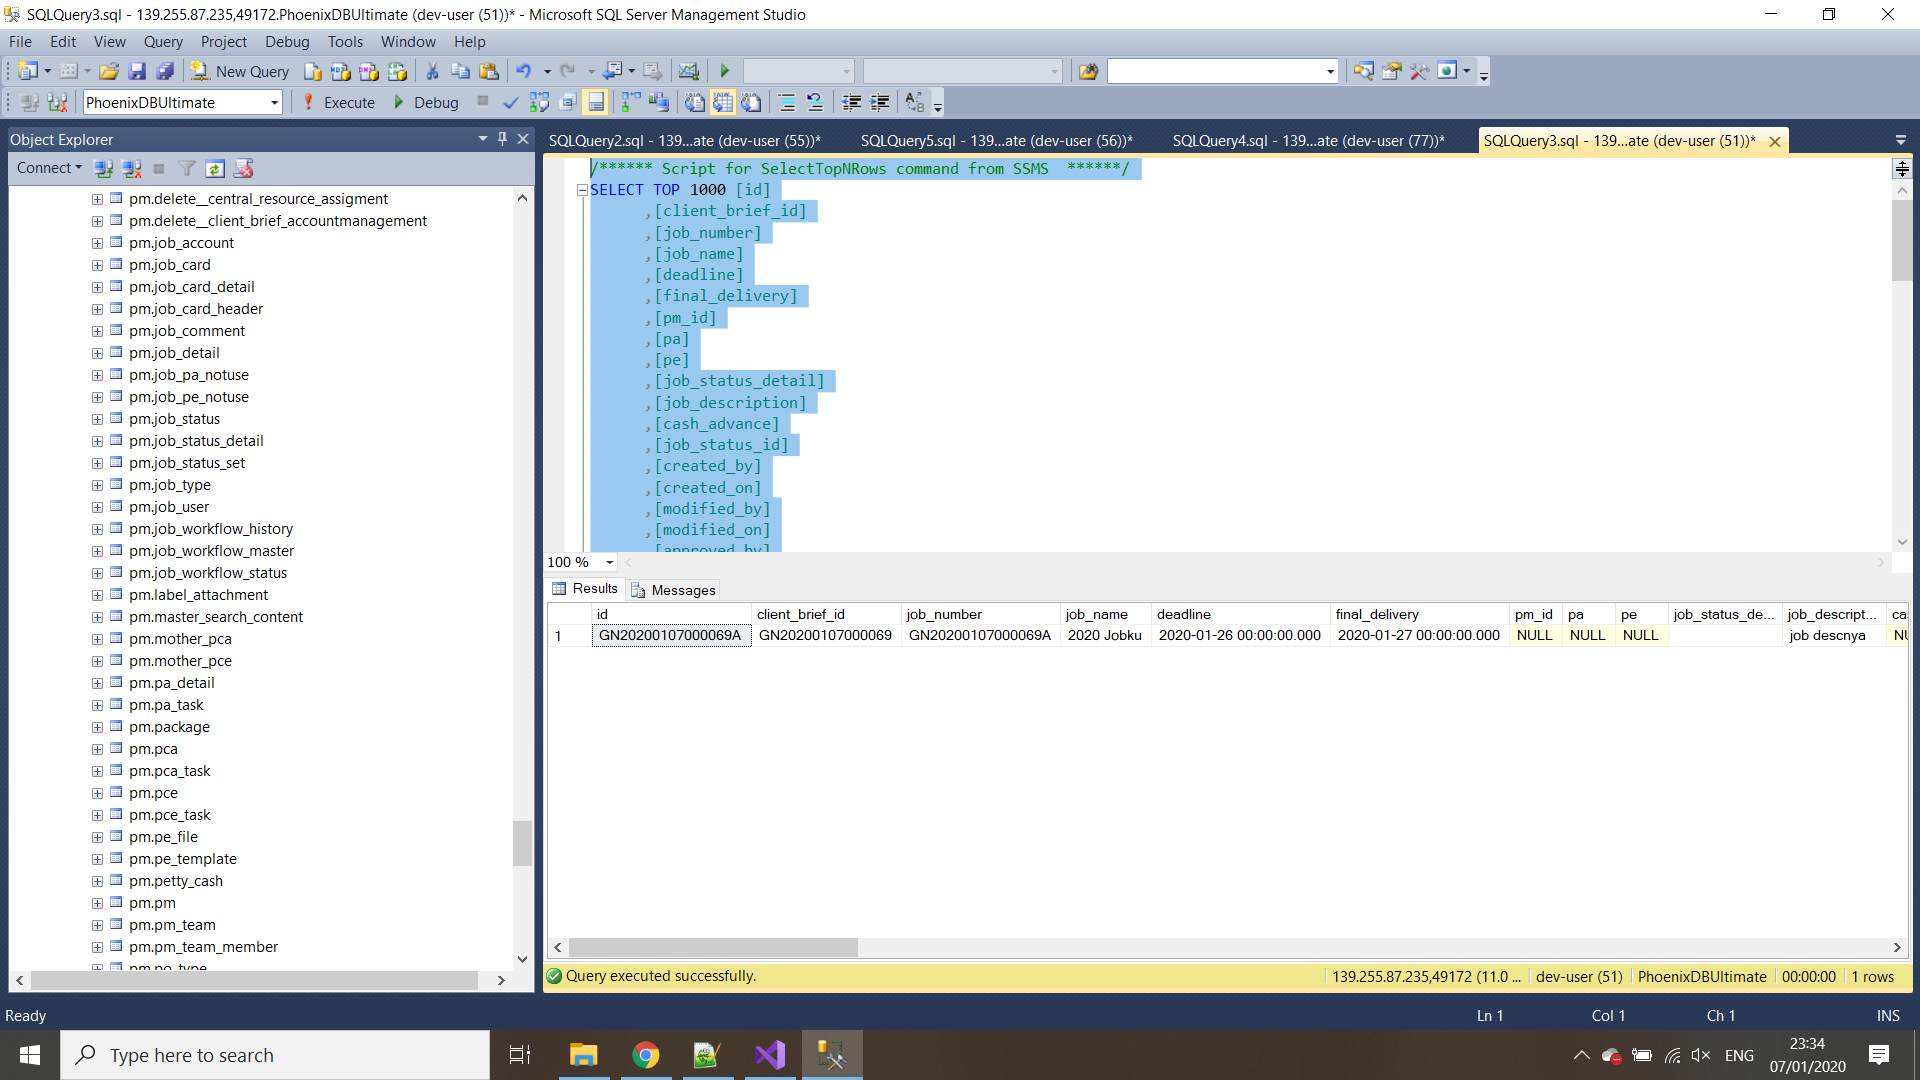 SQLQuery3.sql - 139.255.87.235,49172.PhoenixDBUltimate (dev-user (51))* - Microsoft SQL Server Management Studio
File Edit View Query Project Debug Tools Window Help
New Query
PhoenixDBUltimate Execute Debug
Object Explorer
Connect
pm.delete__central_resource_assigment
pm.delete__client_brief_accountmanagement
pm.job_account
pm.job_card
pm.job_card_detail
pm.job_card_header
pm.job_comment
pm.job_detail
pm.job_pa_notuse
pm.job_pe_notuse
pm.job_status
pm.job_status_detail
pm.job_status_set
pm.job_type
pm.job_user
pm.job_workflow_history
pm.job_workflow_master
pm.job_workflow_status
pm.label_attachment
pm.master_search_content
pm.mother_pca
pm.mother_pce
pm.pa_detail
pm.pa_task
pm.package
pm.pca
pm.pca_task
pm.pce
pm.pce_task
pm.pe_file
pm.pe_template
pm.petty_cash
pm.pm
pm.pm_team
pm.pm_team_member
pm.po_type
SQLQuery2.sql - 139...ate (dev-user (55))* SQLQuery5.sql - 139...ate (dev-user (56))* SQLQuery4.sql - 139...ate (dev-user (77))* SQLQuery3.sql - 139...ate (dev-user (51))*
/****** Script for SelectTopNRows command from SSMS ******/
SELECT TOP 1000 [id]
,[client_brief_id]
,[job_number]
,[job_name]
,[deadline]
,[final_delivery]
,[pm_id]
,[pa]
,[pe]
,[job_status_detail]
,[job_description]
,[cash_advance]
,[job_status_id]
,[created_by]
,[created_on]
,[modified_by]
,[modified_on]
,[approved_by]
100 %
Results Messages
id client_brief_id job_number job_name deadline final_delivery pm_id pa pe job_status_de... job_descript... ca
1 GN20200107000069A GN20200107000069 GN20200107000069A 2020 Jobku 2020-01-26 00:00:00.000 2020-01-27 00:00:00.000 NULL NULL NULL job descnya NU
Query executed successfully. 139.255.87.235,49172 (11.0 ... dev-user (51) PhoenixDBUltimate 00:00:00 1 rows
Ready Ln 1 Col 1 Ch 1 INS
Type here to search ENG 23:34
07/01/2020